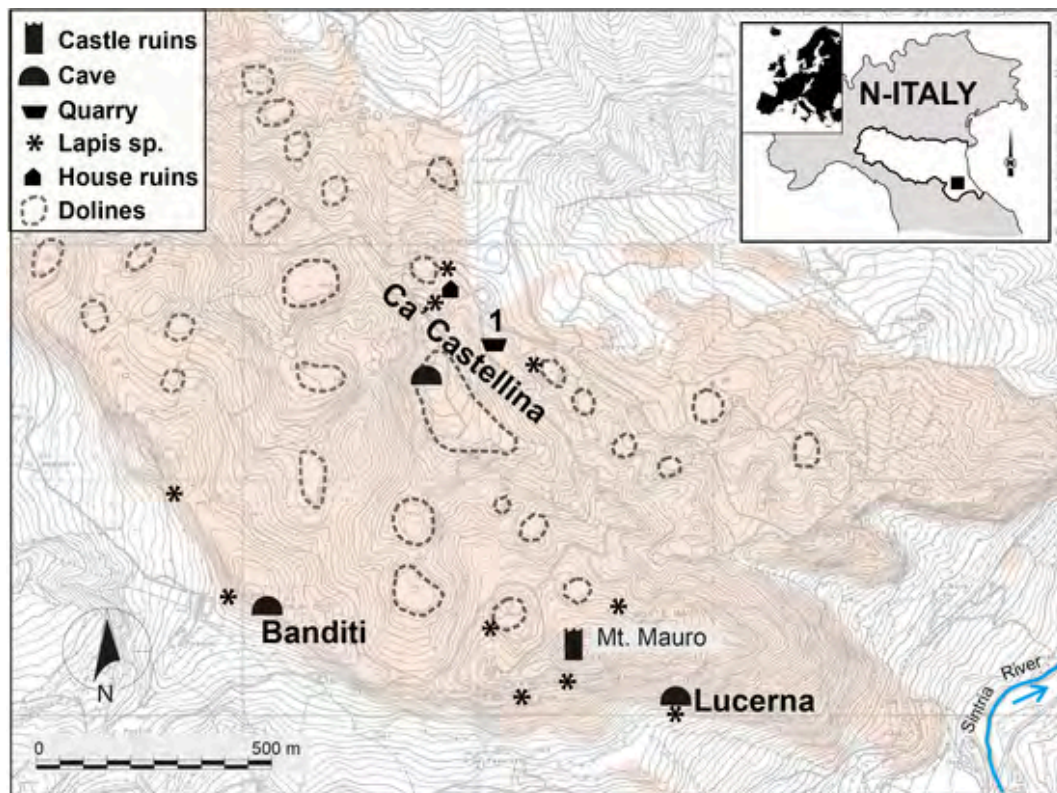 Castle ruins
Cave
Quarry
Lapis sp.
House ruins
Dolines
N-ITALY
N
1
Ca' Castellina
Banditi
Mt. Mauro
Lucerna
Sintria River
N
0 500 m